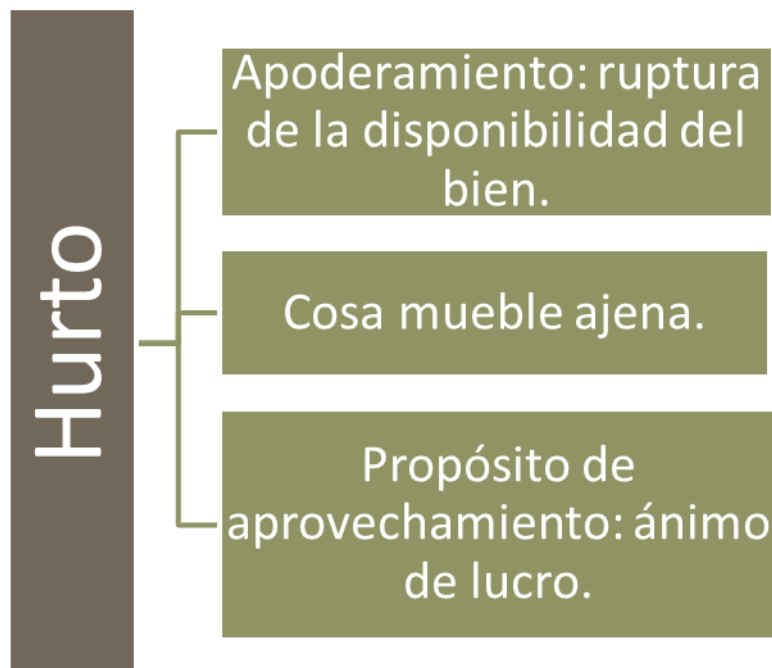 Hurto
Apoderamiento: ruptura
de la disponibilidad del
bien.
Cosa mueble ajena.
Propósito de
aprovechamiento: ánimo
de lucro.